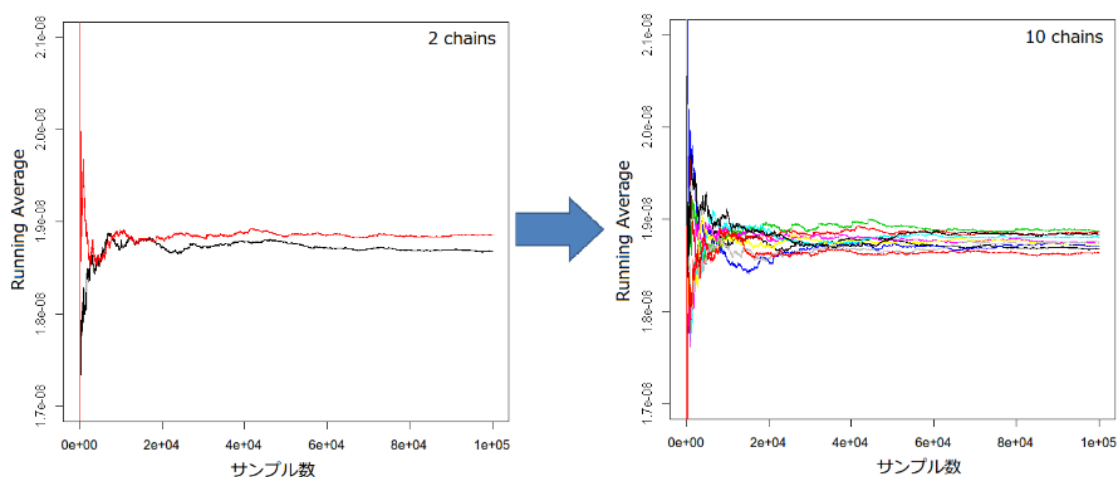 2 chains
Running Average
2.1e-08
2.0e-08
1.9e-08
1.8e-08
1.7e-08
0e+00 2e+04 4e+04 6e+04 8e+04 1e+05
サンプル数
10 chains
Running Average
2.1e-08
2.0e-08
1.9e-08
1.8e-08
1.7e-08
0e+00 2e+04 4e+04 6e+04 8e+04 1e+05
サンプル数